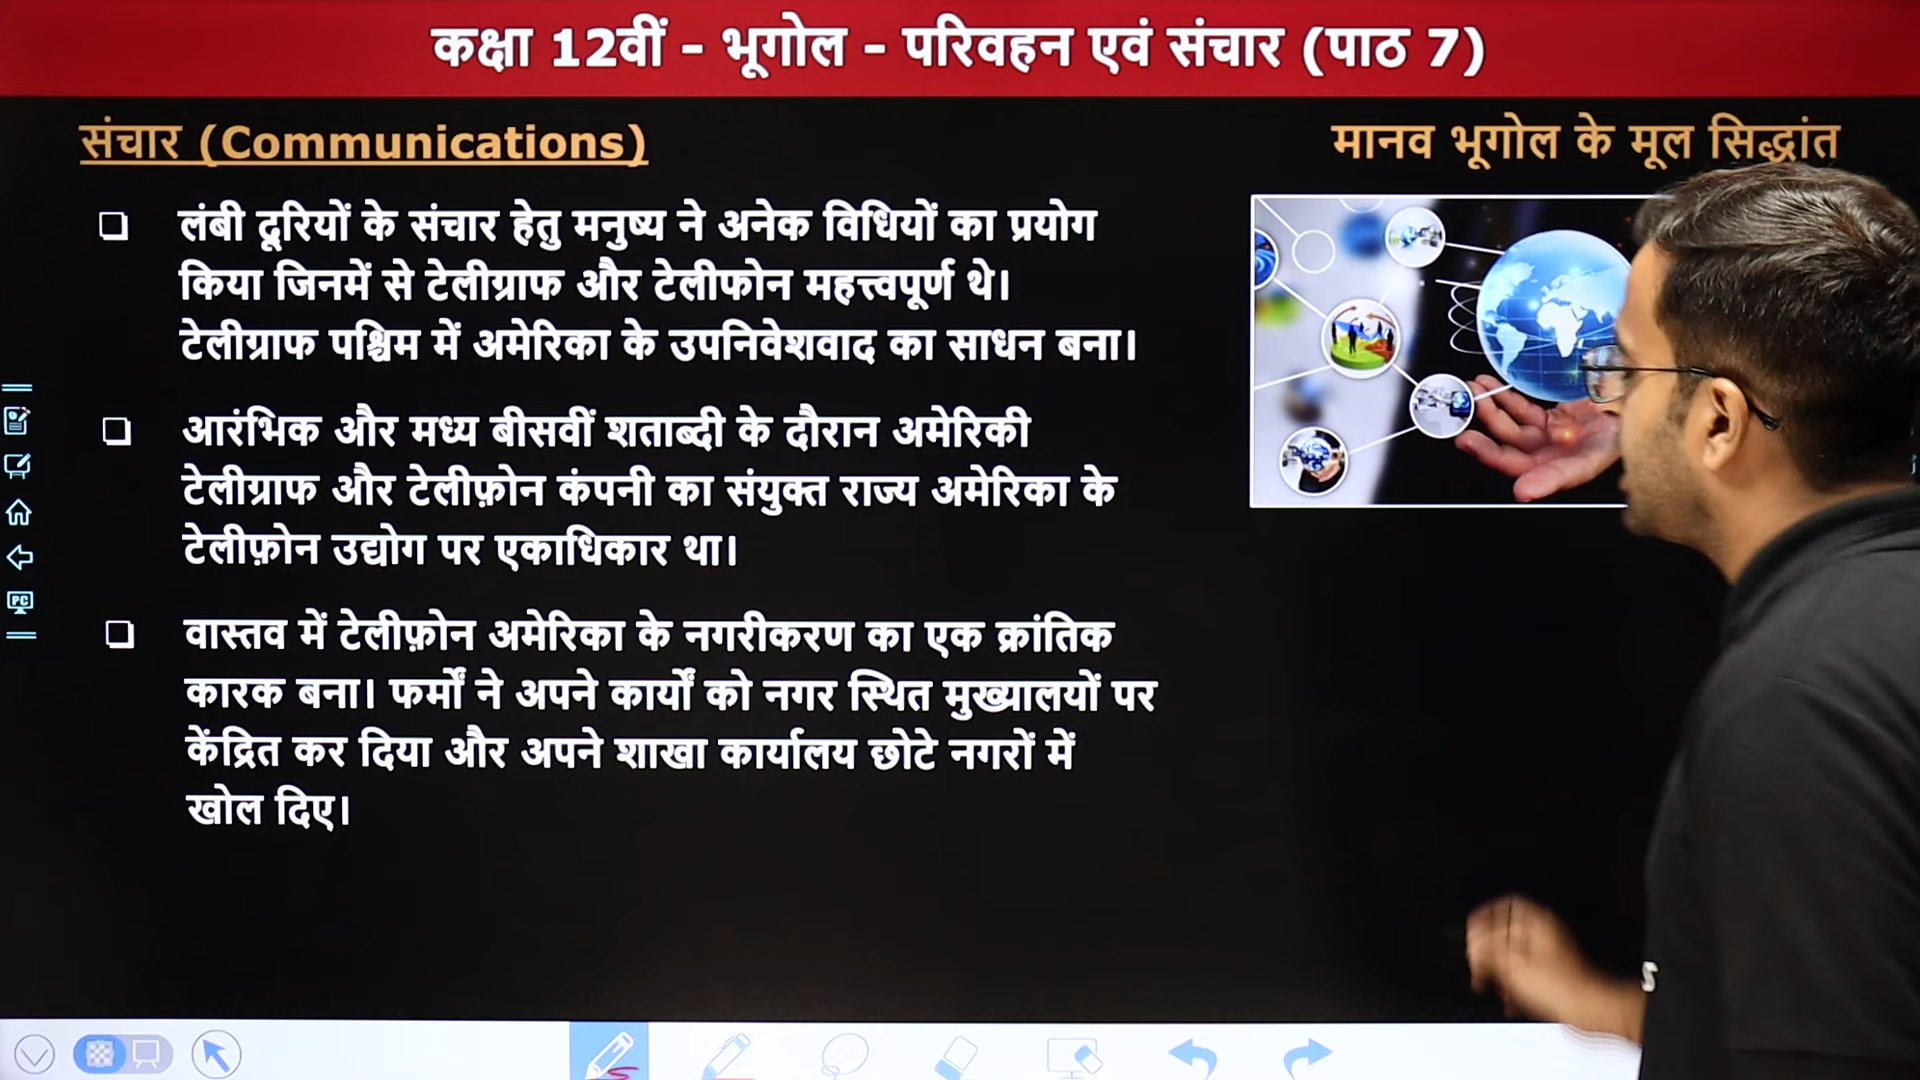 कक्षा 12वीं - भूगोल - परिवहन एवं संचार (पाठ 7)
संचार (Communications)
मानव भूगोल के मूल सिद्धांत
लंबी दूरियों के संचार हेतु मनुष्य ने अनेक विधियों का प्रयोग
किया जिनमें से टेलीग्राफ और टेलीफोन महत्त्वपूर्ण थे।
टेलीग्राफ पश्चिम में अमेरिका के उपनिवेशवाद का साधन बना।
आरंभिक और मध्य बीसवीं शताब्दी के दौरान अमेरिकी
टेलीग्राफ और टेलीफ़ोन कंपनी का संयुक्त राज्य अमेरिका के
टेलीफ़ोन उद्योग पर एकाधिकार था।
वास्तव में टेलीफ़ोन अमेरिका के नगरीकरण का एक क्रांतिक
कारक बना। फर्मों ने अपने कार्यों को नगर स्थित मुख्यालयों पर
केंद्रित कर दिया और अपने शाखा कार्यालय छोटे नगरों में
खोल दिए।
PC
S